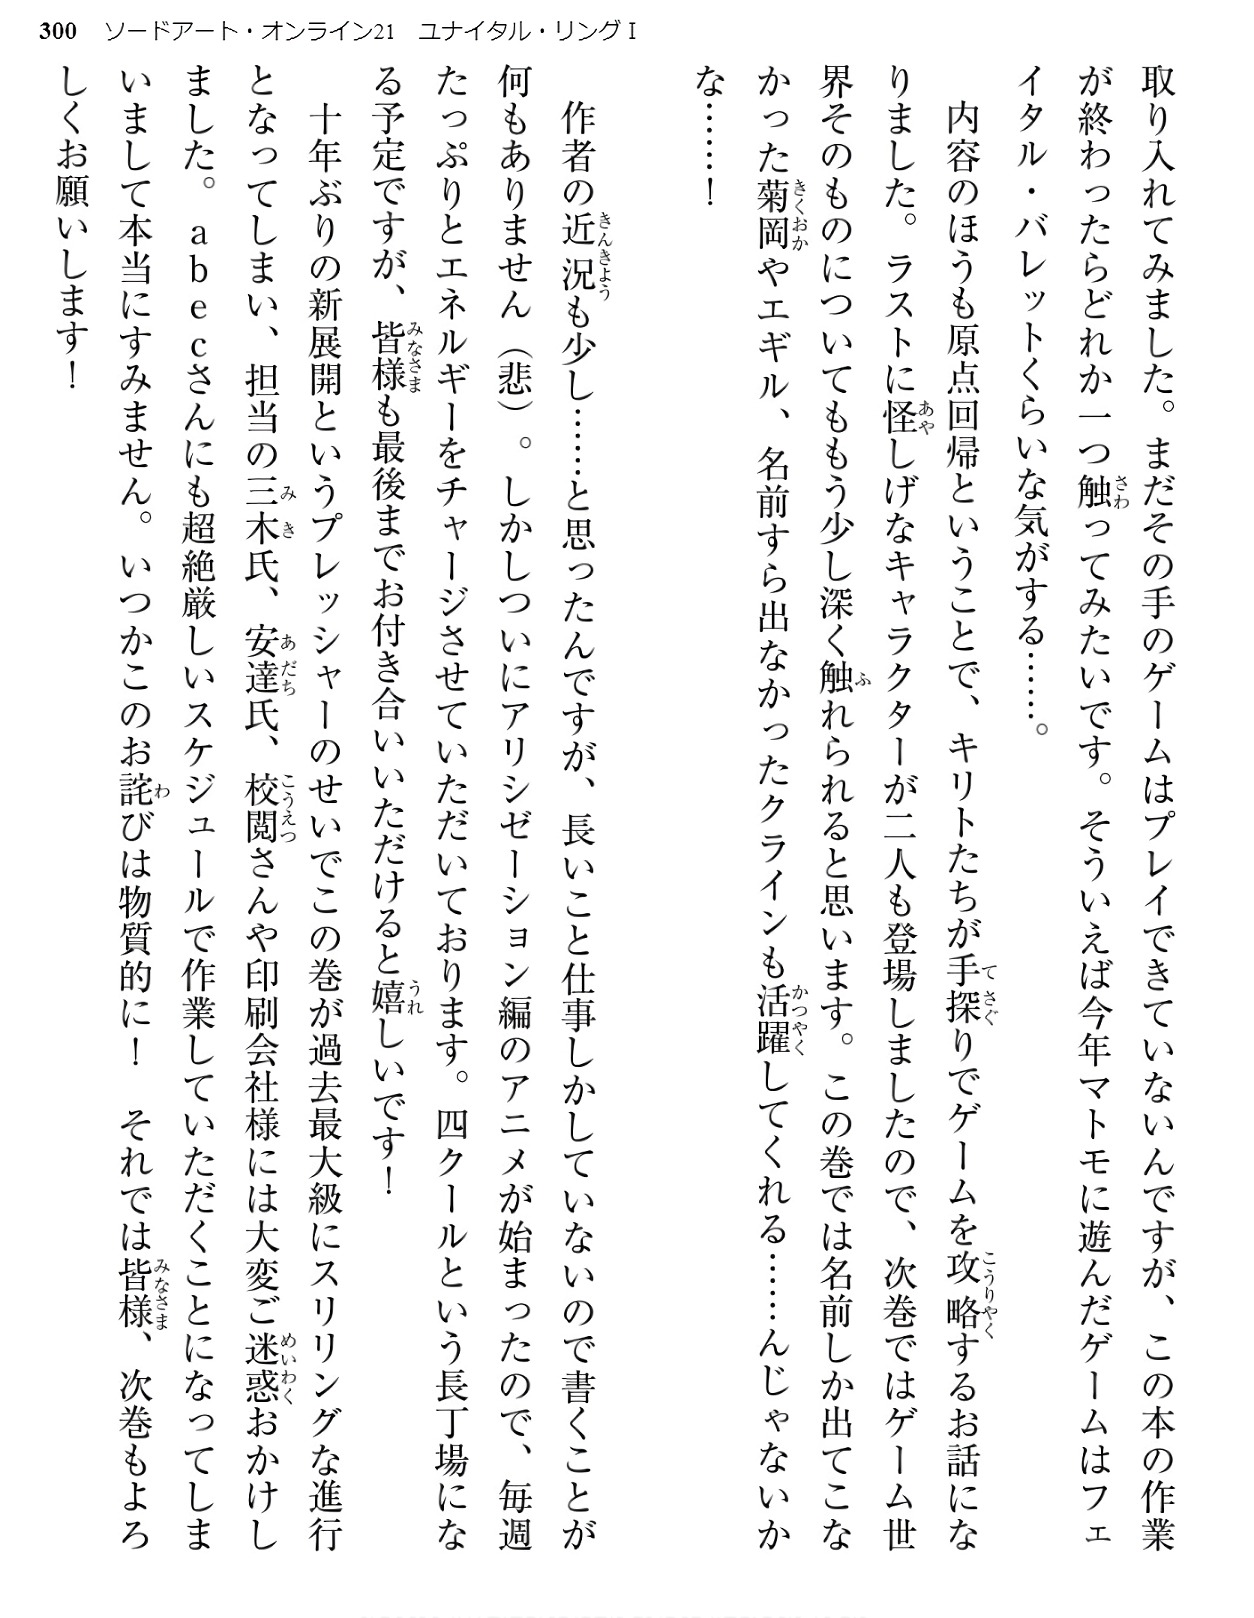 300 ソードアート・オンライン21 ユナイタル・リングⅠ
取り入れてみました。まだその手のゲームはプレイできていないんですが、この本の作業
が終わったらどれか一つ触ってみたいです。そういえば今年マトモに遊んだゲームはフェ
イタル・バレットくらいな気がする……。
　内容のほうも原点回帰ということで、キリトたちが手探りでゲームを攻略するお話にな
りました。ラストに怪しげなキャラクターが二人も登場しましたので、次巻ではゲーム世
界そのものについてももう少し深く触れられると思います。この巻では名前しか出てこな
かった菊岡やエギル、名前すら出なかったクラインも活躍してくれる……んじゃないか
な……！
　作者の近況も少し……と思ったんですが、長いこと仕事しかしていないので書くことが
何もありません（悲）。しかしついにアリシゼーション編のアニメが始まったので、毎週
たっぷりとエネルギーをチャージさせていただいております。四クールという長丁場にな
る予定ですが、皆様も最後までお付き合いいただけると嬉しいです！
　十年ぶりの新展開というプレッシャーのせいでこの巻が過去最大級にスリリングな進行
となってしまい、担当の三木氏、安達氏、校閲さんや印刷会社様には大変ご迷惑おかけし
ました。abecさんにも超絶厳しいスケジュールで作業していただくことになってしま
いまして本当にすみません。いつかこのお詫びは物質的に！　それでは皆様、次巻もよろ
しくお願いします！